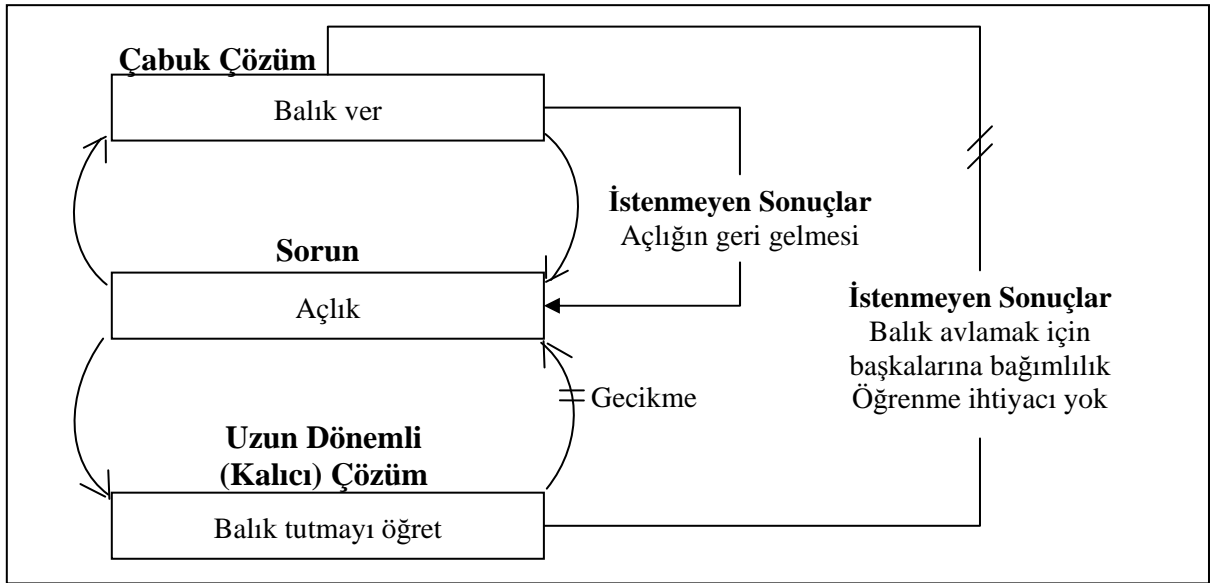 Çabuk Çözüm
Balık ver
İstenmeyen Sonuçlar
Açlığın geri gelmesi
Sorun
Açlık
İstenmeyen Sonuçlar
Balık avlamak için
başkalarına bağımlılık
Öğrenme ihtiyacı yok
Gecikme
Uzun Dönemli
(Kalıcı) Çözüm
Balık tutmayı öğret